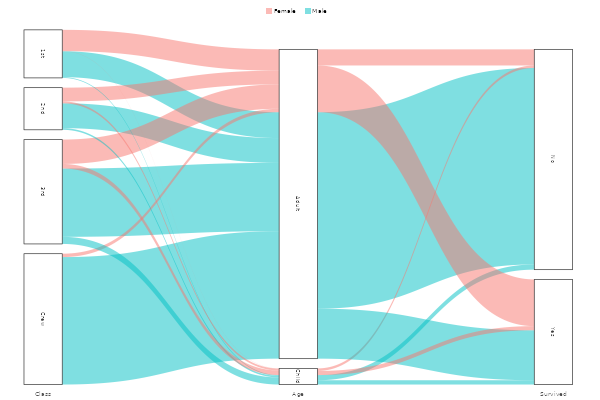 Female Male
1st
2nd
3rd
Crew
Adult
Child
No
Yes
Class Age Survived